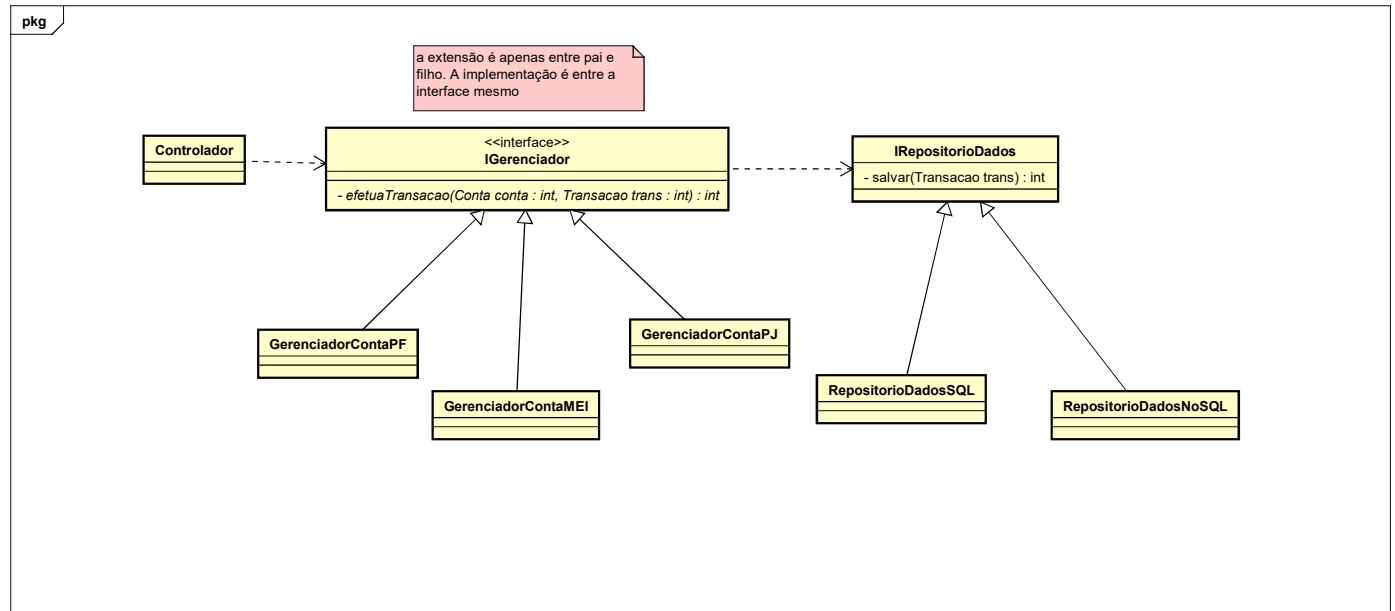 pkg
a extensão é apenas entre pai e
filho. A implementação é entre a
interface mesmo
Controlador
<<interface>>
IGerenciador
- efetuaTransacao(Conta conta : int, Transacao trans : int) : int
IRepositorioDados
- salvar(Transacao trans) : int
GerenciadorContaPF
GerenciadorContaMEI
GerenciadorContaPJ
RepositorioDadosSQL
RepositorioDadosNoSQL